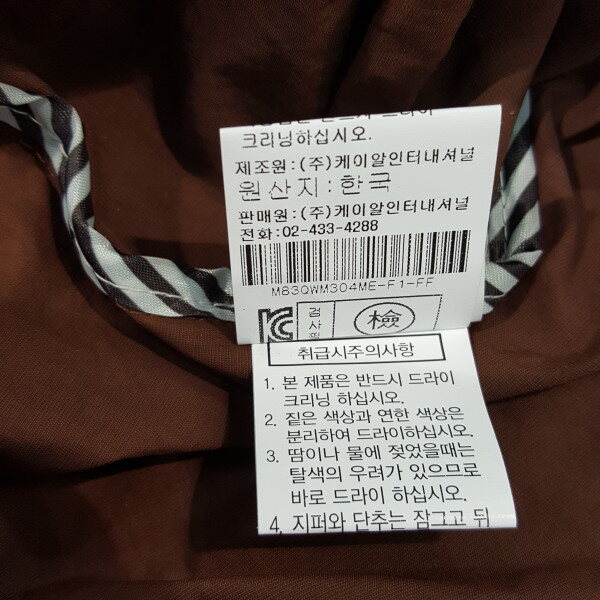 크리닝하십시오.
제조원:(주)케이알인터내셔널
원산지:한국
판매원:(주)케이알인터내셔널
전화:02-433-4288
M83QWM304ME-F1-FF
검사필 檢
취급시주의사항
1. 본 제품은 반드시 드라이
크리닝 하십시오.
2. 짙은 색상과 연한 색상은
분리하여 드라이하십시오.
3. 땀이나 물에 젖었을때는
탈색의 우려가 있으므로
바로 드라이 하십시오.
4. 지퍼와 단추는 잠그고 뒤